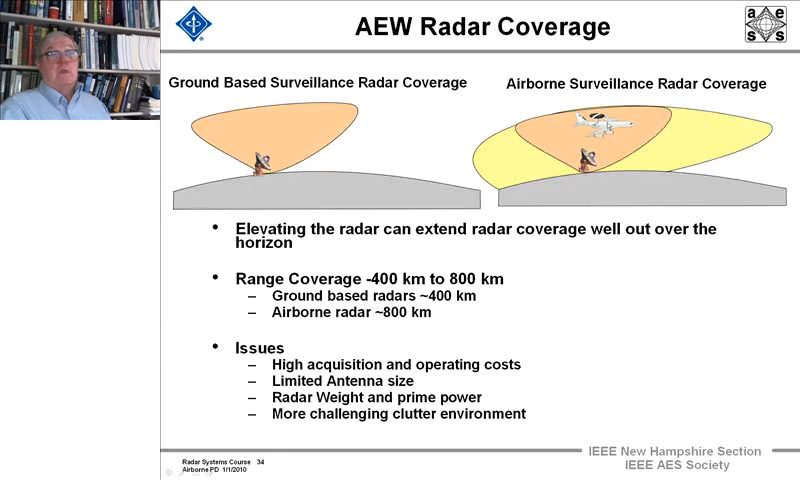 AEW Radar Coverage
a e
s s
Ground Based Surveillance Radar Coverage
Airborne Surveillance Radar Coverage
• Elevating the radar can extend radar coverage well out over the
horizon
• Range Coverage -400 km to 800 km
– Ground based radars ~400 km
– Airborne radar ~800 km
• Issues
– High acquisition and operating costs
– Limited Antenna size
– Radar Weight and prime power
– More challenging clutter environment
Radar Systems Course 34
Airborne PD 1/1/2010
IEEE New Hampshire Section
IEEE AES Society